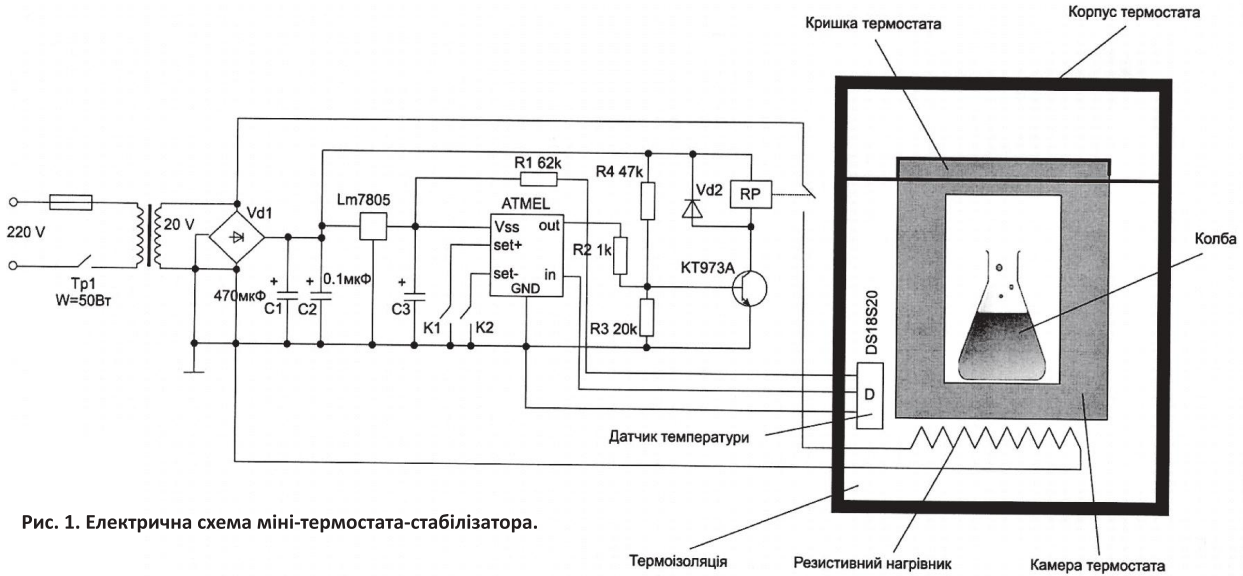 Корпус термостата
Кришка термостата
R1 62k
R4 47k
Vd2
RP
Lm7805
ATMEL
Vss
out
set+
set-
in
GND
R2 1k
220 V
20 V
Vd1
Колба
КТ973А
Тр1
W=50Вт
470мкФ
+
C1
+
0.1мкФ
C2
+
C3
K1
K2
R3 20k
DS18S20
D
Датчик температури
Рис. 1. Електрична схема міні-термостата-стабілізатора.
Термоізоляція
Резистивний нагрівник
Камера термостата